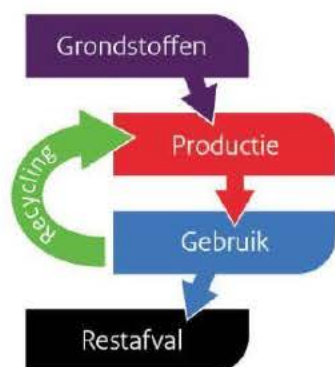 Grondstoffen
Productie
Recycling
Gebruik
Restafval